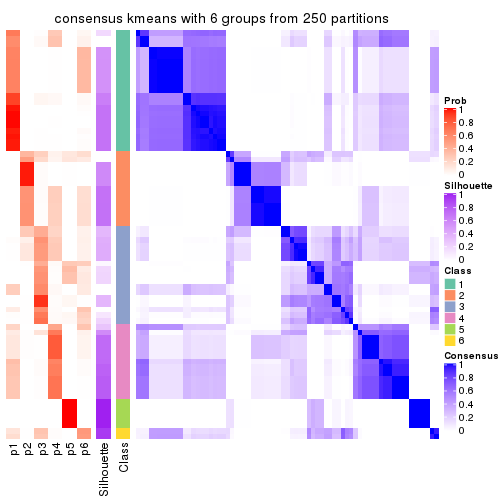 consensus kmeans with 6 groups from 250 partitions
Prob
1
0.8
0.6
0.4
0.2
0
Silhouette
1
0.8
0.6
0.4
0.2
0
Class
1
2
3
4
5
6
Consensus
1
0.8
0.6
0.4
0.2
0
p1
p2
p3
p4
p5
p6
Silhouette
Class